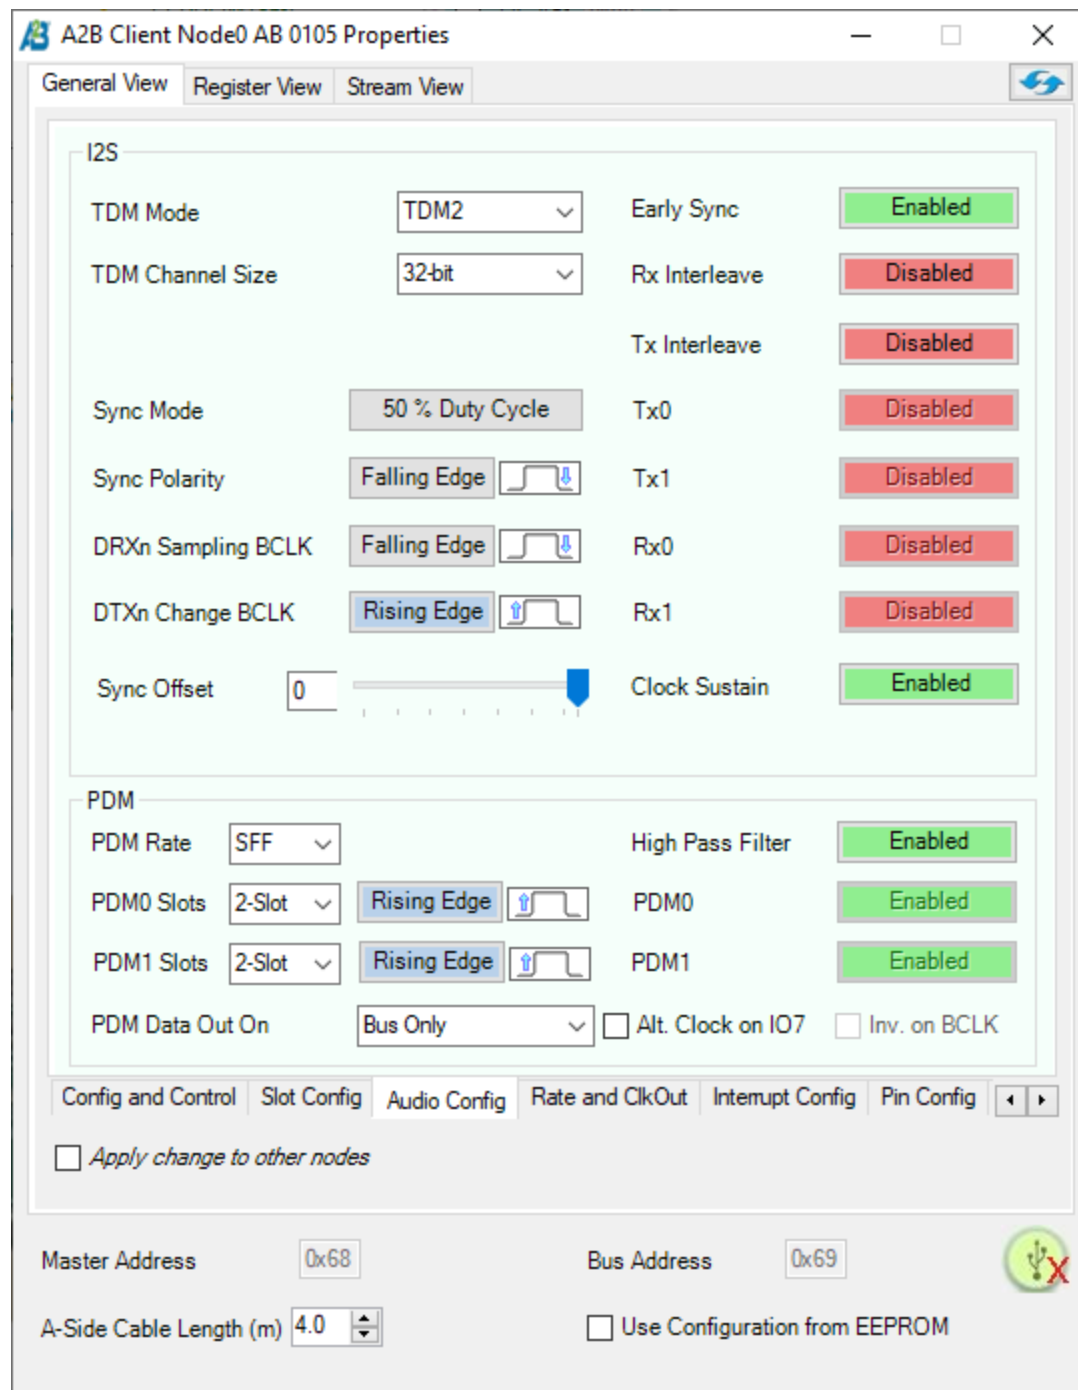 A2B Client Node0 AB 0105 Properties
General View Register View Stream View
I2S
TDM Mode TDM2 Early Sync Enabled
TDM Channel Size 32-bit Rx Interleave Disabled
Tx Interleave Disabled
Sync Mode 50 % Duty Cycle Tx0 Disabled
Sync Polarity Falling Edge Tx1 Disabled
DRXn Sampling BCLK Falling Edge Rx0 Disabled
DTXn Change BCLK Rising Edge Rx1 Disabled
Sync Offset 0 Clock Sustain Enabled
PDM
PDM Rate SFF High Pass Filter Enabled
PDM0 Slots 2-Slot Rising Edge PDM0 Enabled
PDM1 Slots 2-Slot Rising Edge PDM1 Enabled
PDM Data Out On Bus Only Alt. Clock on IO7 Inv. on BCLK
Config and Control Slot Config Audio Config Rate and ClkOut Interrupt Config Pin Config
Apply change to other nodes
Master Address 0x68 Bus Address 0x69
A-Side Cable Length (m) 4.0 Use Configuration from EEPROM